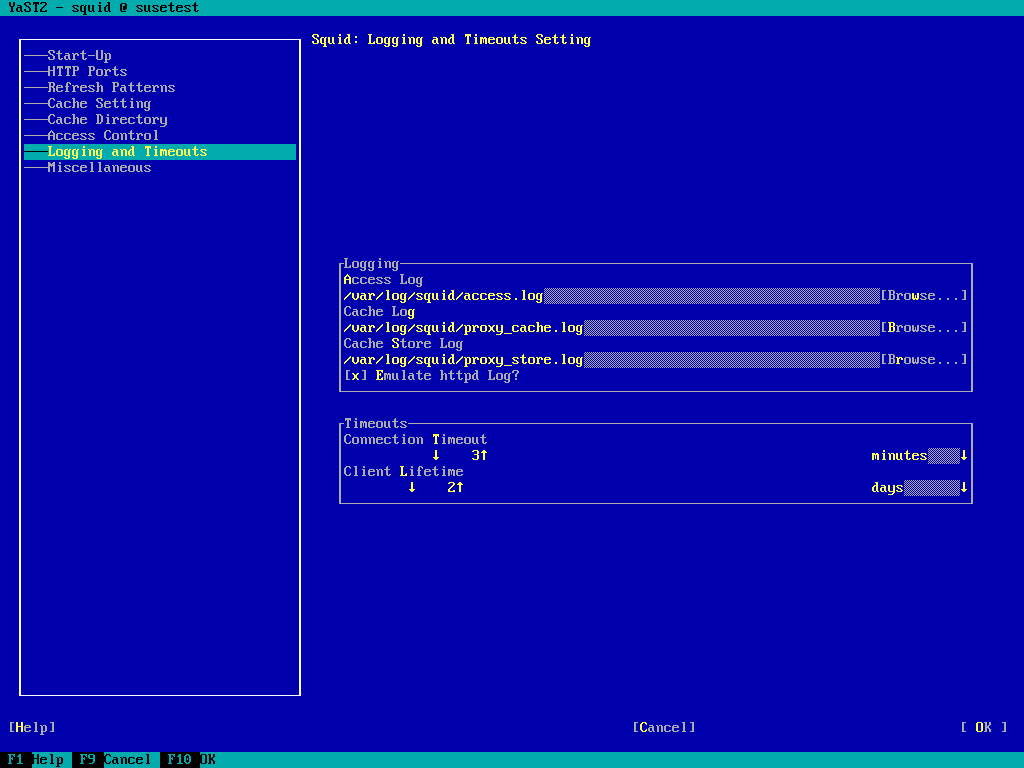 YaST2 - squid @ susetest
Start-Up
HTTP Ports
Refresh Patterns
Cache Setting
Cache Directory
Access Control
Logging and Timeouts
Miscellaneous
Squid: Logging and Timeouts Setting
Logging
Access Log
/var/log/squid/access.log [Browse...]
Cache Log
/var/log/squid/proxy_cache.log [Browse...]
Cache Store Log
/var/log/squid/proxy_store.log [Browse...]
[x] Emulate httpd Log?
Timeouts
Connection Timeout
↓ 3↑ minutes ↓
Client Lifetime
↓ 2↑ days ↓
[Help] [Cancel] [ OK ]
F1 Help F9 Cancel F10 OK